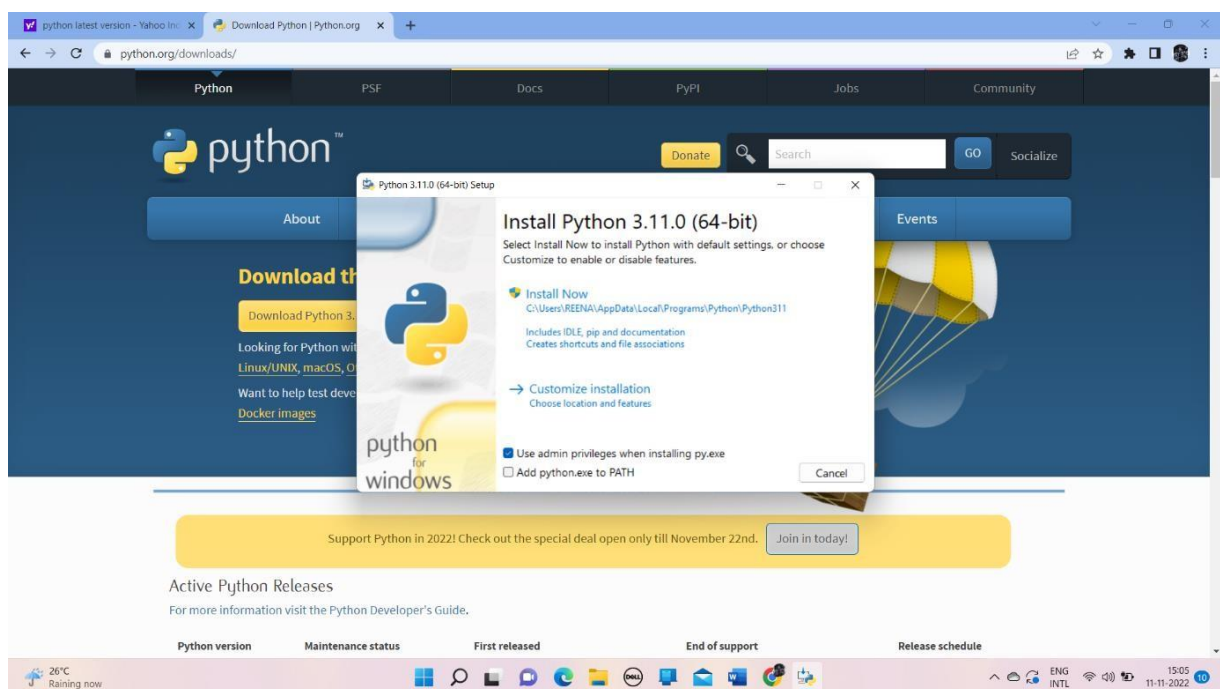 python latest version - Yahoo Ind
Download Python | Python.org
python.org/downloads/
Python PSF Docs PyPI Jobs Community
python™
Donate Search GO Socialize
About Events
Download th
Download Python 3.
Looking for Python wit
Linux/UNIX, macOS, O
Want to help test deve
Docker images
Python 3.11.0 (64-bit) Setup
Install Python 3.11.0 (64-bit)
Select Install Now to install Python with default settings, or choose
Customize to enable or disable features.
Install Now
C:\Users\REENA\AppData\Local\Programs\Python\Python311
Includes IDLE, pip and documentation
Creates shortcuts and file associations
Customize installation
Choose location and features
Use admin privileges when installing py.exe
Add python.exe to PATH
Cancel
python
for
windows
Support Python in 2022! Check out the special deal open only till November 22nd. Join in today!
Active Python Releases
For more information visit the Python Developer's Guide.
Python version Maintenance status First released End of support Release schedule
26°C
Raining now
DELL
ENG
INTL
15:05
11-11-2022
10